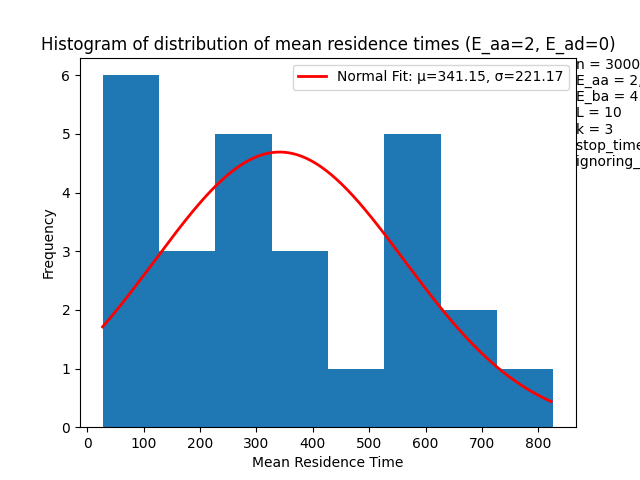 Histogram of distribution of mean residence times (E_aa=2, E_ad=0)
Normal Fit: μ=341.15, σ=221.17
n = 3000
E_aa = 2,
E_ba = 4
L = 10
k = 3
stop_time
ignoring_
Frequency
6
5
4
3
2
1
0
0 100 200 300 400 500 600 700 800
Mean Residence Time